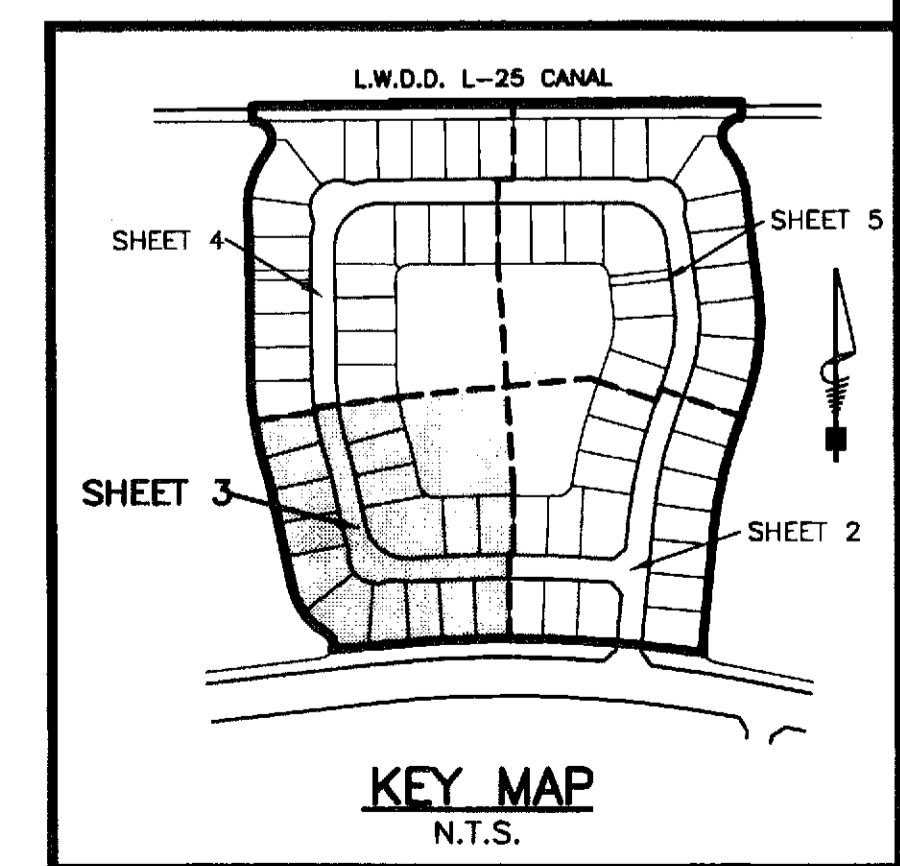 L.W.D.D. L-25 CANAL
SHEET 4
SHEET 5
SHEET 3
SHEET 2
KEY MAP
N.T.S.